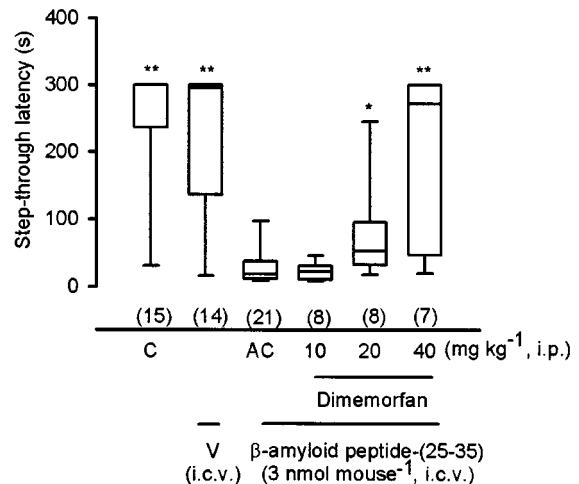 Step-through latency (s)
400
300
200
100
0
** ** * **
(15) (14) (21) (8) (8) (7)
C AC 10 20 40 (mg kg⁻¹, i.p.)
Dimemorfan
V β-amyloid peptide-(25-35)
(i.c.v.) (3 nmol mouse⁻¹, i.c.v.)